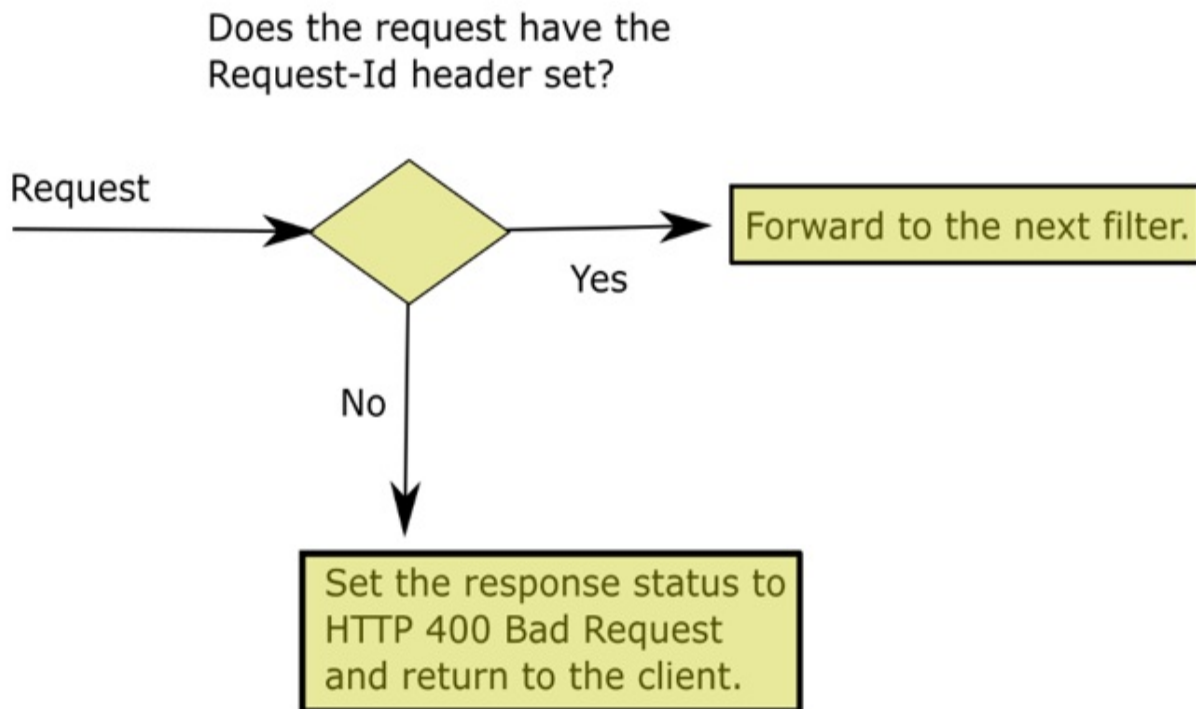 Does the request have the
Request-Id header set?
Request
Forward to the next filter.
Yes
No
Set the response status to
HTTP 400 Bad Request
and return to the client.